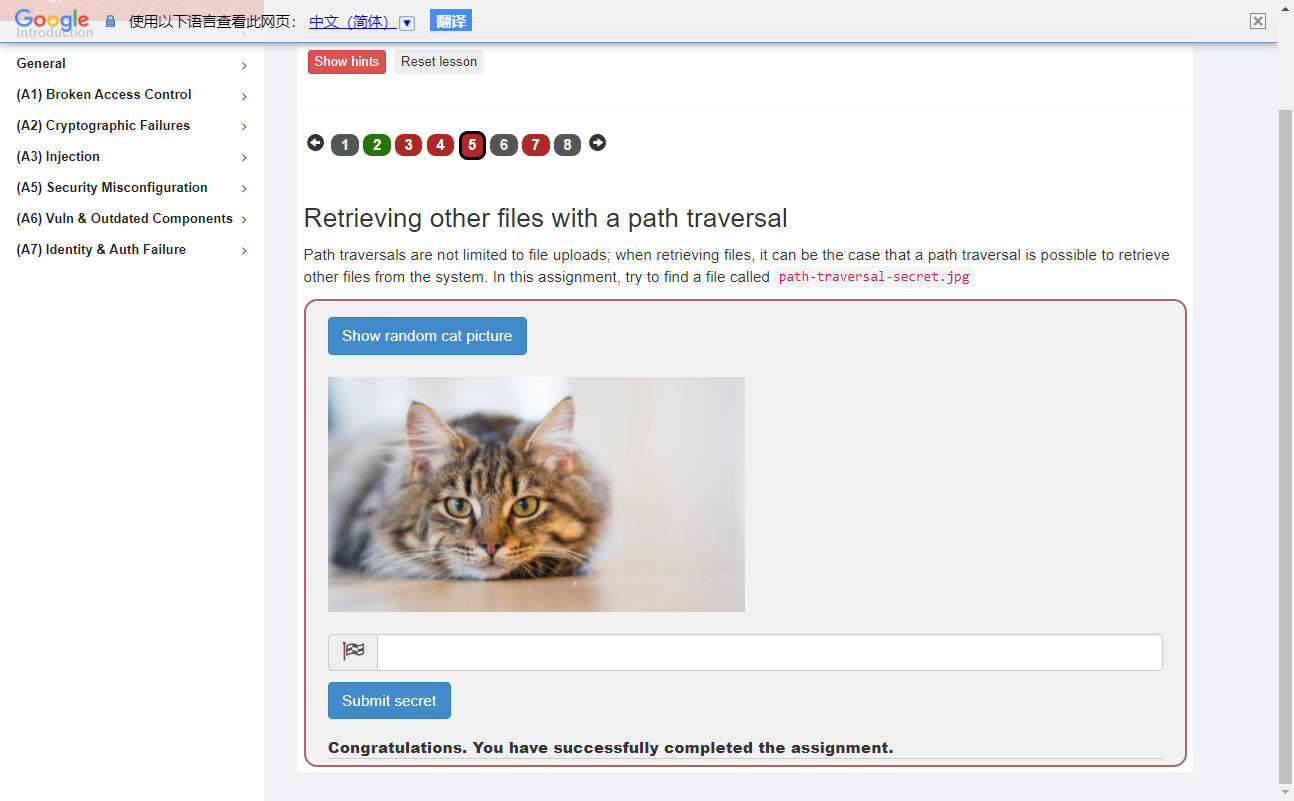 Google 使用以下语言查看此网页： 中文（简体） 翻译
Introduction
General
(A1) Broken Access Control
(A2) Cryptographic Failures
(A3) Injection
(A5) Security Misconfiguration
(A6) Vuln & Outdated Components
(A7) Identity & Auth Failure
Show hints Reset lesson
1 2 3 4 5 6 7 8
Retrieving other files with a path traversal
Path traversals are not limited to file uploads; when retrieving files, it can be the case that a path traversal is possible to retrieve
other files from the system. In this assignment, try to find a file called path-traversal-secret.jpg
Show random cat picture
Submit secret
Congratulations. You have successfully completed the assignment.